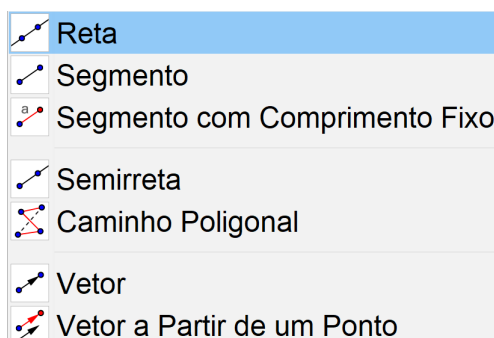 Reta
Segmento
a
Segmento com Comprimento Fixo
Semirreta
Caminho Poligonal
Vetor
Vetor a Partir de um Ponto